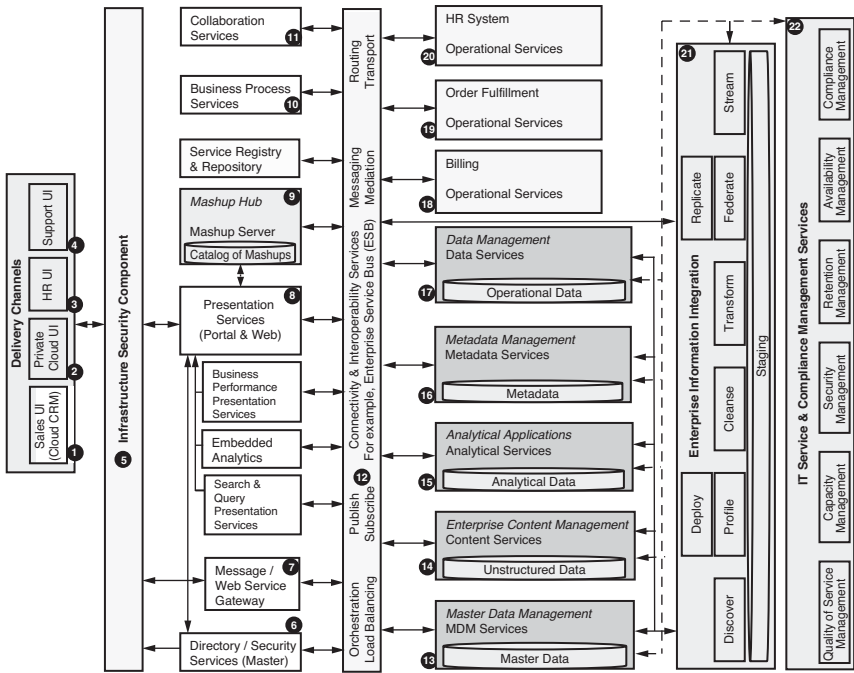 Delivery Channels
Support UI
4
HR UI
3
Private
Cloud UI
2
Sales UI
(Cloud CRM)
1
Infrastructure Security Component
5
Collaboration
Services
11
Business Process
Services
10
Service Registry
& Repository
Mashup Hub
9
Mashup Server
Catalog of Mashups
Presentation
Services
(Portal & Web)
8
Business
Performance
Presentation
Services
Embedded
Analytics
Search &
Query
Presentation
Services
Message /
Web Service
Gateway
7
Directory / Security
Services (Master)
6
Connectivity & Interoperability Services
For example, Enterprise Service Bus (ESB)
Routing
Transport
Messaging
Mediation
12
Publish
Subscribe
Orchestration
Load Balancing
HR System
Operational Services
20
Order Fulfillment
Operational Services
19
Billing
Operational Services
18
Data Management
Data Services
Operational Data
17
Metadata Management
Metadata Services
Metadata
16
Analytical Applications
Analytical Services
Analytical Data
15
Enterprise Content Management
Content Services
Unstructured Data
14
Master Data Management
MDM Services
Master Data
13
21
Enterprise Information Integration
Stream
Replicate
Federate
Transform
Cleanse
Deploy
Profile
Discover
Staging
22
IT Service & Compliance Management Services
Compliance
Management
Availability
Management
Retention
Management
Security
Management
Capacity
Management
Quality of Service
Management